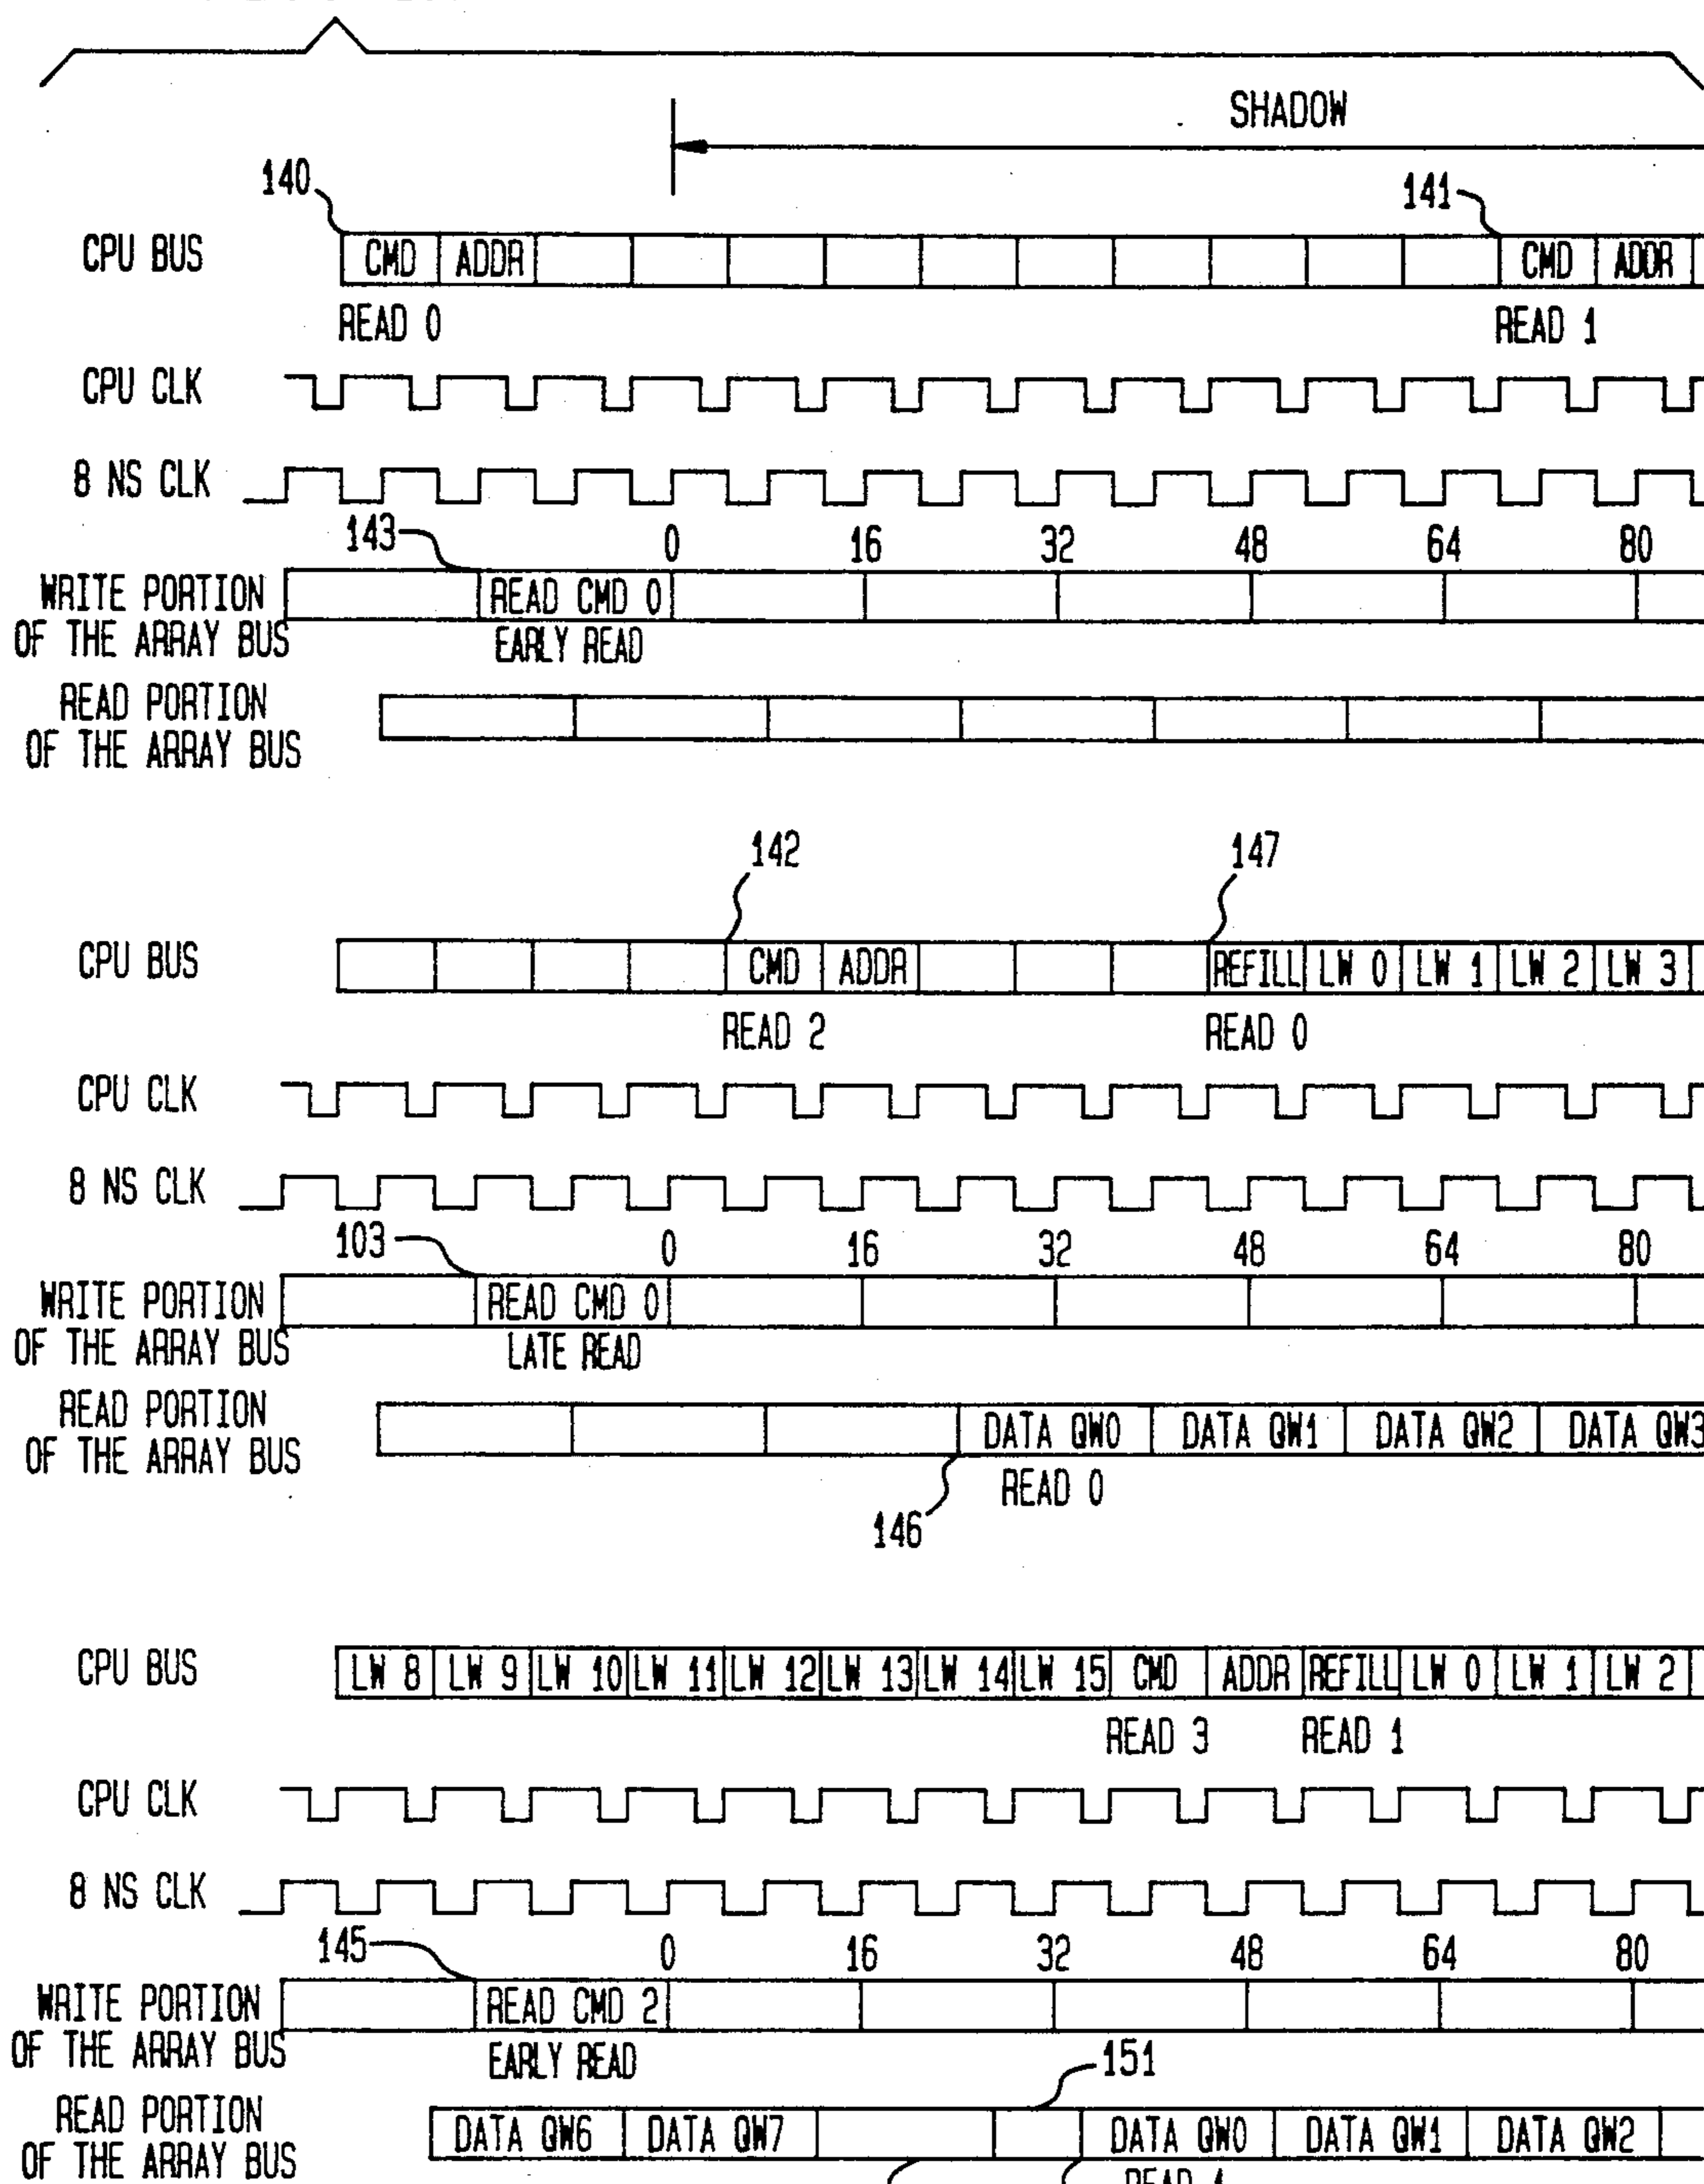 SHADOW
140
141
CPU BUS CMD ADDR CMD ADDR
READ 0 READ 1
CPU CLK
8 NS CLK
143 0 16 32 48 64 80
WRITE PORTION OF THE ARRAY BUS READ CMD 0
EARLY READ
READ PORTION
OF THE ARRAY BUS
142 147
CPU BUS CMD ADDR REFILL LW 0 LW 1 LW 2 LW 3
READ 2 READ 0
CPU CLK
8 NS CLK
103 0 16 32 48 64 80
WRITE PORTION OF THE ARRAY BUS READ CMD 0
LATE READ
READ PORTION
OF THE ARRAY BUS
DATA QW0 DATA QW1 DATA QW2 DATA QW3
READ 0
146
CPU BUS LW 8 LW 9 LW 10 LW 11 LW 12 LW 13 LW 14 LW 15 CMD ADDR REFILL LW 0 LW 1 LW 2
READ 3 READ 1
CPU CLK
8 NS CLK
145 0 16 32 48 64 80
WRITE PORTION OF THE ARRAY BUS READ CMD 2
EARLY READ
151
READ PORTION
OF THE ARRAY BUS
DATA QW6 DATA QW7 DATA QW0 DATA QW1 DATA QW2
READ 1